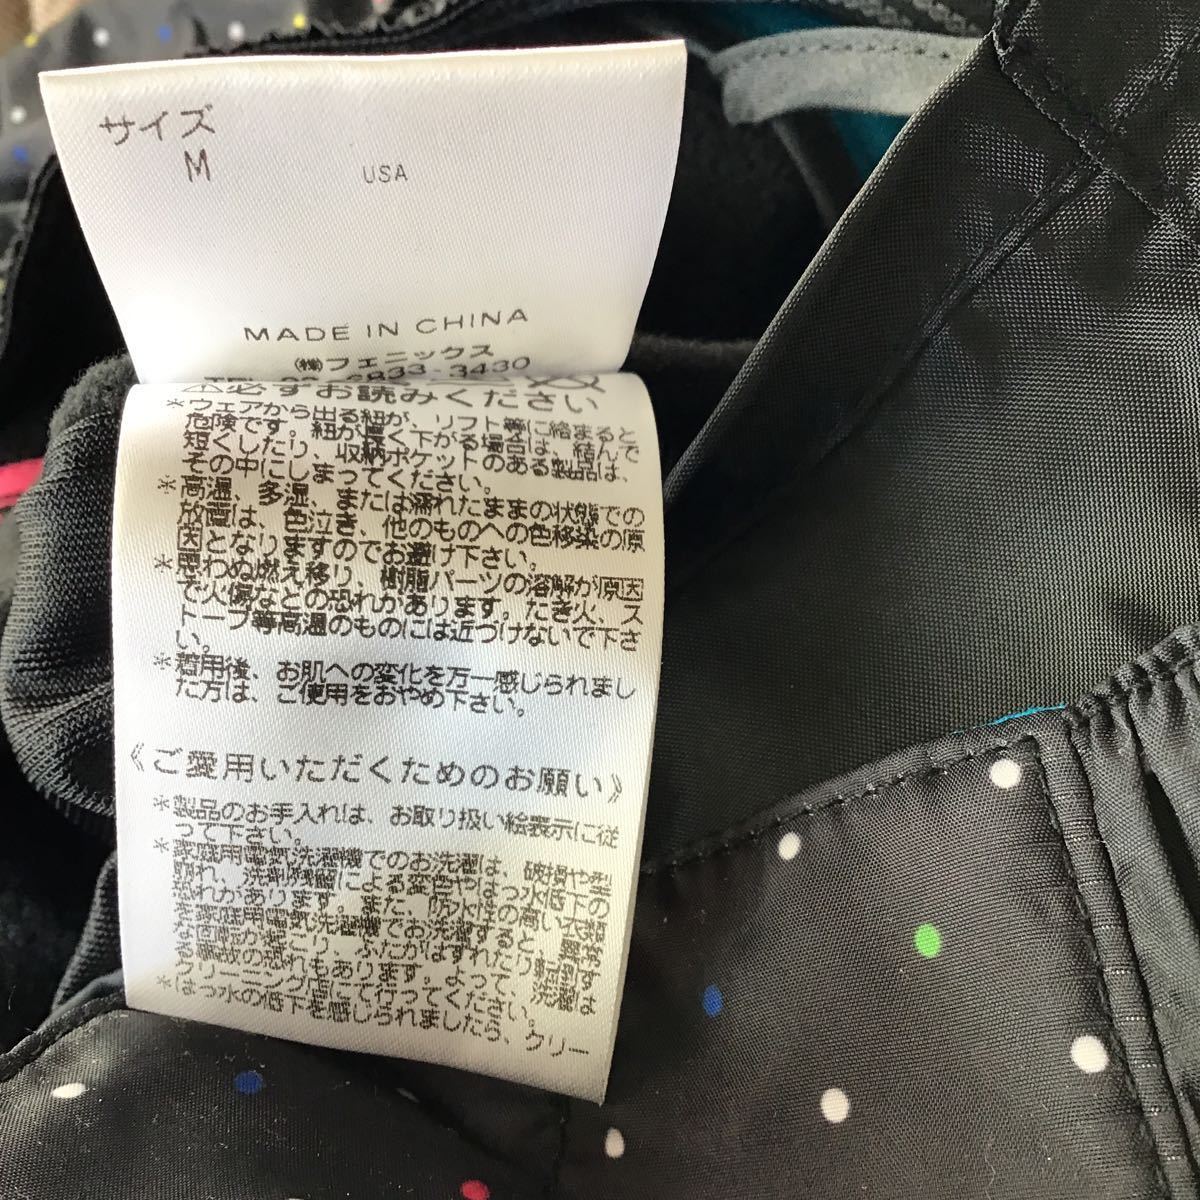 サイズ
M
USA
MADE IN CHINA
㈱フェニックス
6833-3430
必ずお読みください
*ウェアから出る紐が、リフト等に絡まると
危険です。紐が長く下がる場合は、結んで
短くしたり、収納ポケットのある製品は、
その中にしまってください。
*高温、多湿、または濡れたままの状態での
放置は、色泣き、他のものへの色移染の原
因となりますのでお避け下さい。
*思わぬ燃え移り、樹脂パーツの溶解が原因
で火傷などの恐れがあります。たき火、ス
トーブ等高温のものには近づけないで下さ
い。
*着用後、お肌への変化を万一感じられまし
た方は、ご使用をおやめ下さい。
《ご愛用いただくためのお願い》
*製品のお手入れは、お取り扱い絵表示に従
って下さい。
*家庭用電気洗濯機でのお洗濯は、破損や型
崩れ、洗剤残留による変色やはっ水低下の
恐れがあります。また、防水性の高い衣類
を家庭用電気洗濯機でお洗濯すると、
が起こり、ふたがはずれたり
の恐れもあります。よって、洗濯は
クリーニング店にて行ってください。
*はっ水の低下を感じられましたら、クリー